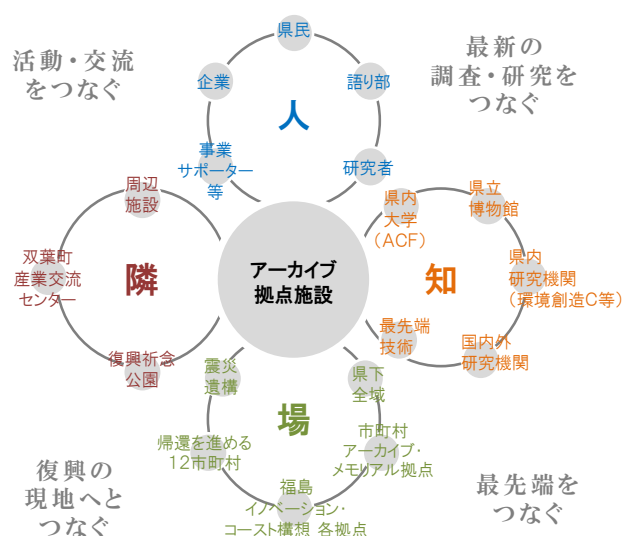 活動・交流
をつなぐ
最新の
調査・研究を
つなぐ
県民
企業
語り部
人
事業
サポーター
等
研究者
周辺
施設
双葉町
産業交流
センター
隣
復興祈念
公園
アーカイブ
拠点施設
県内
大学
（ACF）
県立
博物館
知
県内
研究機関
（環境創造C等）
最先端
技術
国内外
研究機関
震災
遺構
県下
全域
場
帰還を進める
12市町村
市町村
アーカイブ・
メモリアル拠点
福島
イノベーション・
コースト構想 各拠点
復興の
現地へと
つなぐ
最先端を
つなぐ